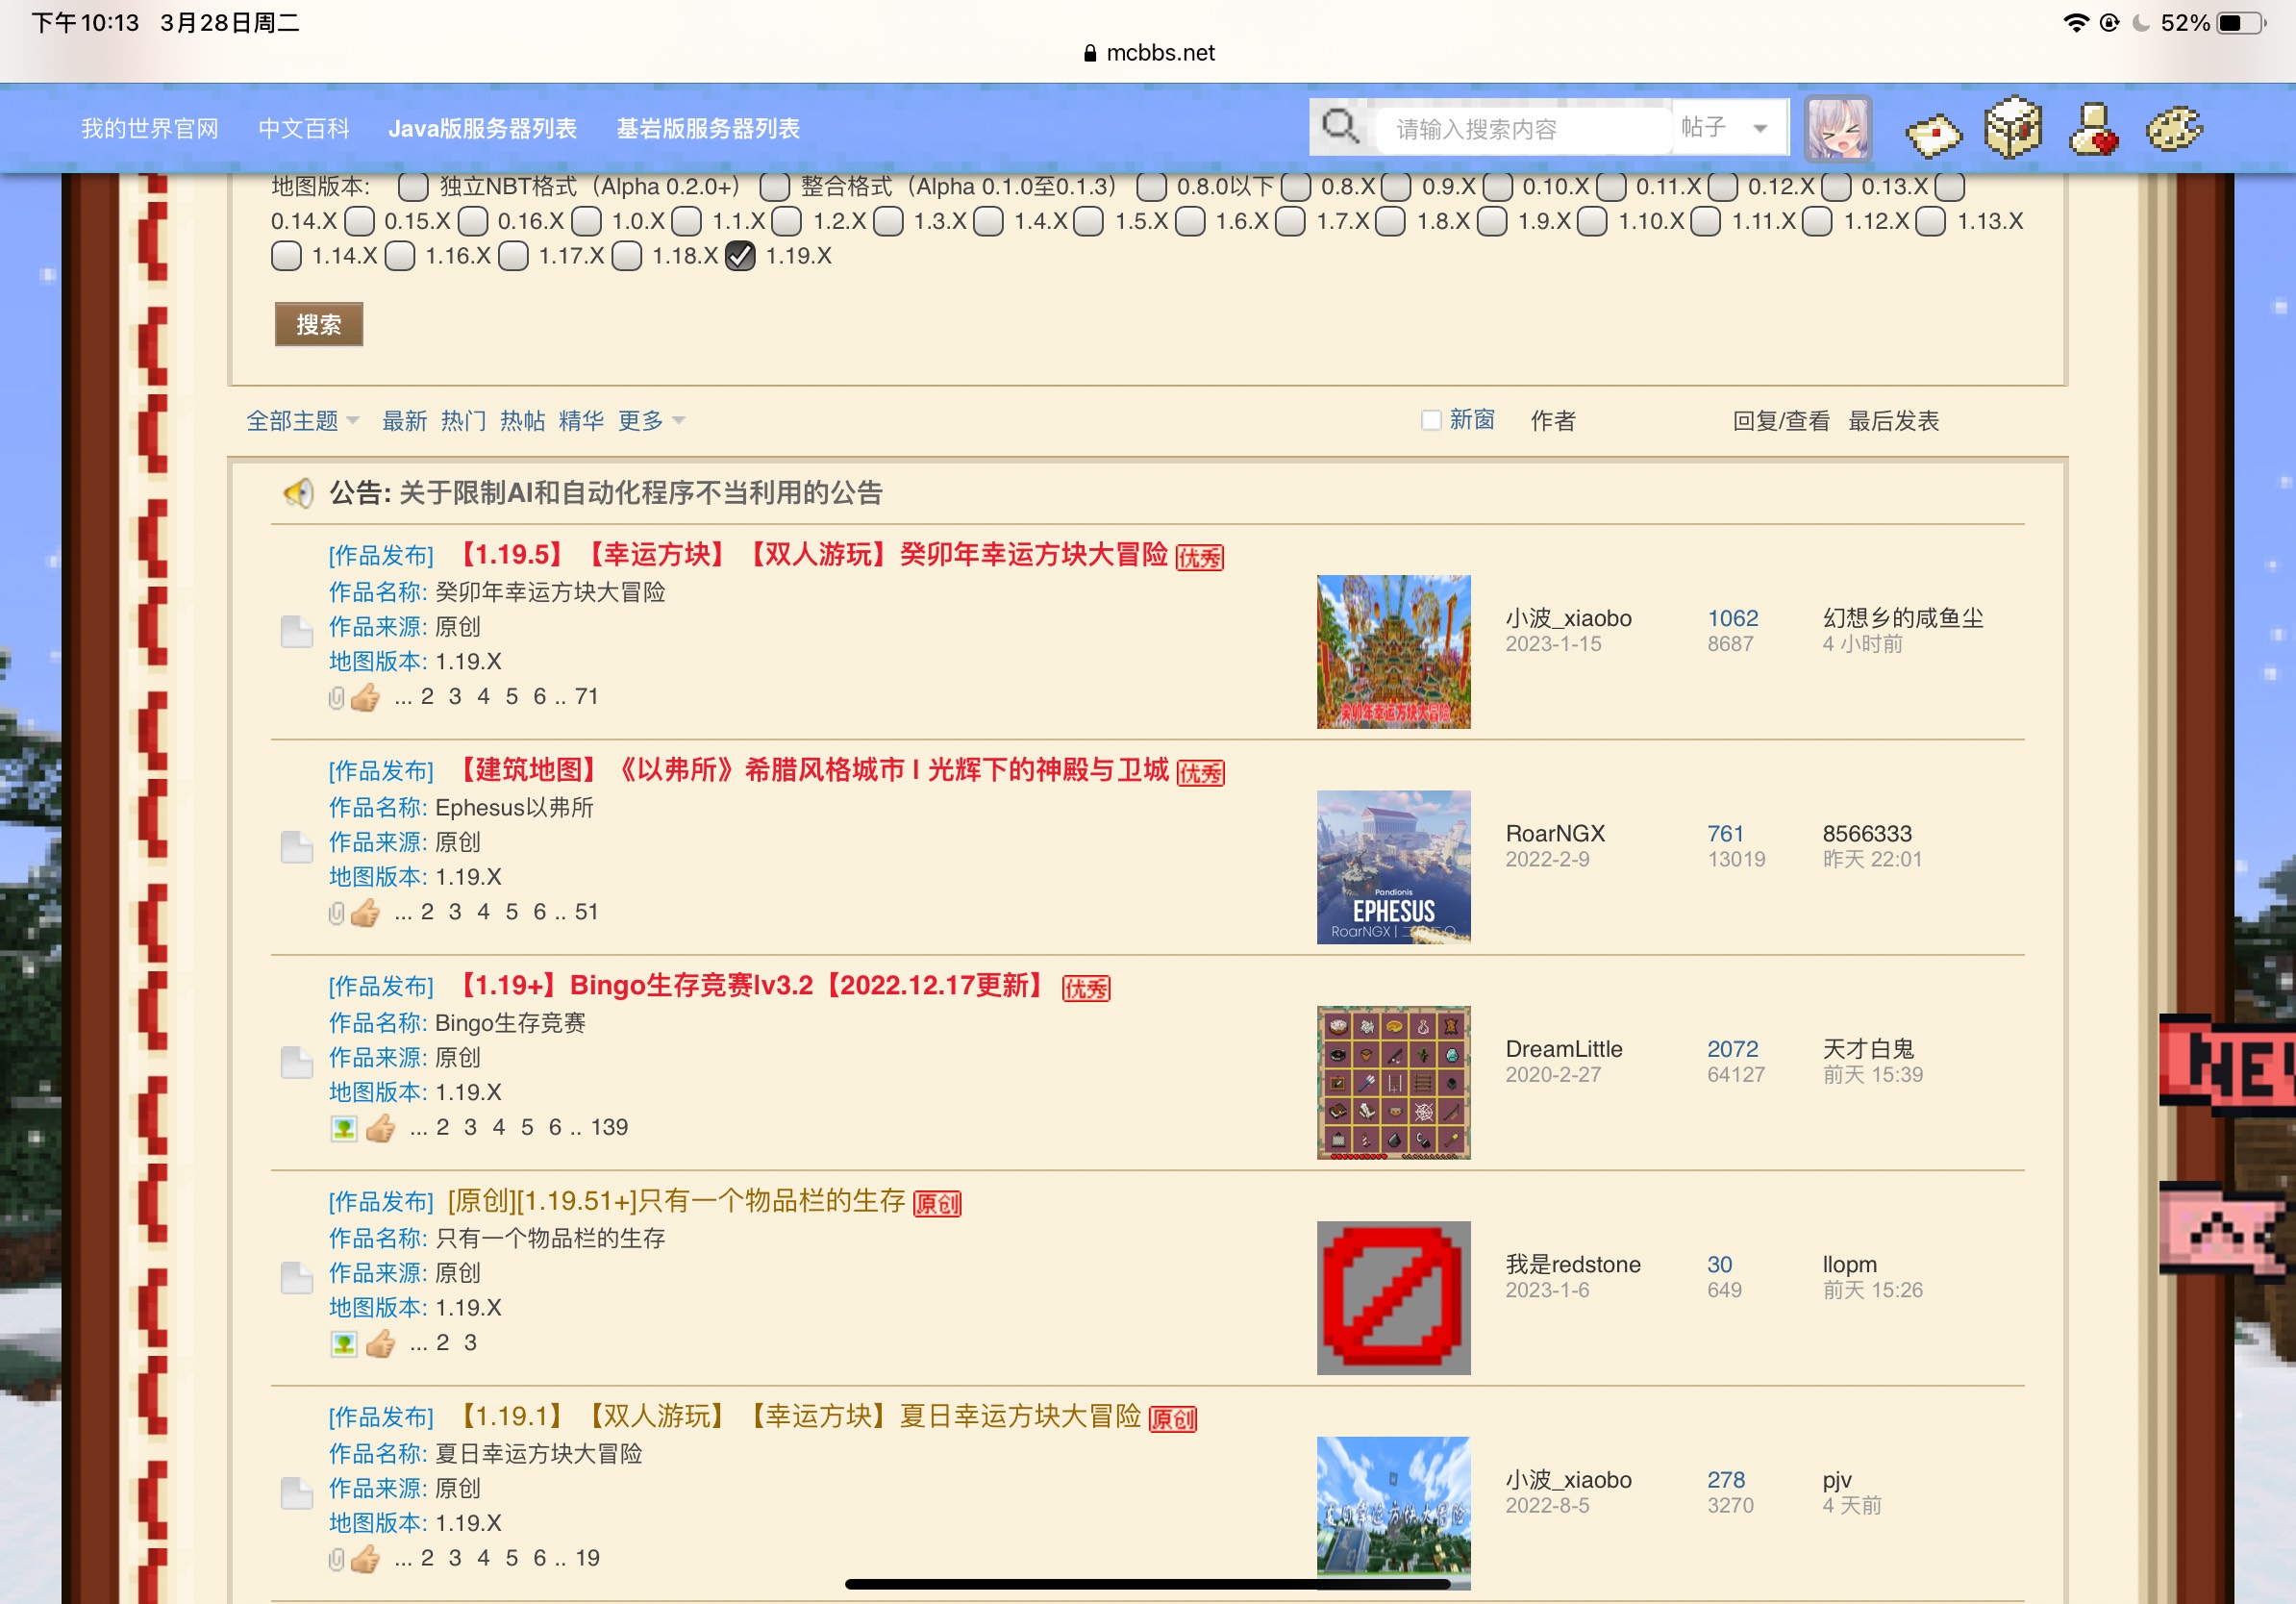 下午10:13 3月28日周二
52%
mcbbs.net
我的世界官网 中文百科 Java版服务器列表 基岩版服务器列表
请输入搜索内容 帖子
地图版本: 独立NBT格式（Alpha 0.2.0+） 整合格式（Alpha 0.1.0至0.1.3） 0.8.0以下 0.8.X 0.9.X 0.10.X 0.11.X 0.12.X 0.13.X
0.14.X 0.15.X 0.16.X 1.0.X 1.1.X 1.2.X 1.3.X 1.4.X 1.5.X 1.6.X 1.7.X 1.8.X 1.9.X 1.10.X 1.11.X 1.12.X 1.13.X
1.14.X 1.16.X 1.17.X 1.18.X 1.19.X
搜索
全部主题 最新 热门 热帖 精华 更多 新窗 作者 回复/查看 最后发表
公告: 关于限制AI和自动化程序不当利用的公告
[作品发布] 【1.19.5】【幸运方块】【双人游玩】癸卯年幸运方块大冒险 优秀
作品名称: 癸卯年幸运方块大冒险
作品来源: 原创
地图版本: 1.19.X
... 2 3 4 5 6 .. 71
癸卯年幸运方块大冒险
小波_xiaobo 1062 幻想乡的咸鱼尘
2023-1-15 8687 4 小时前
[作品发布] 【建筑地图】《以弗所》希腊风格城市 I 光辉下的神殿与卫城 优秀
作品名称: Ephesus以弗所
作品来源: 原创
地图版本: 1.19.X
... 2 3 4 5 6 .. 51
Pandionis
EPHESUS
RoarNGX |
RoarNGX 761 8566333
2022-2-9 13019 昨天 22:01
[作品发布] 【1.19+】Bingo生存竞赛lv3.2【2022.12.17更新】 优秀
作品名称: Bingo生存竞赛
作品来源: 原创
地图版本: 1.19.X
... 2 3 4 5 6 .. 139
DreamLittle 2072 天才白鬼
2020-2-27 64127 前天 15:39
NEW
[作品发布] [原创][1.19.51+]只有一个物品栏的生存 原创
作品名称: 只有一个物品栏的生存
作品来源: 原创
地图版本: 1.19.X
... 2 3
我是redstone 30 llopm
2023-1-6 649 前天 15:26
[作品发布] 【1.19.1】【双人游玩】【幸运方块】夏日幸运方块大冒险 原创
作品名称: 夏日幸运方块大冒险
作品来源: 原创
地图版本: 1.19.X
... 2 3 4 5 6 .. 19
夏日幸运方块大冒险
小波_xiaobo 278 pjv
2022-8-5 3270 4 天前